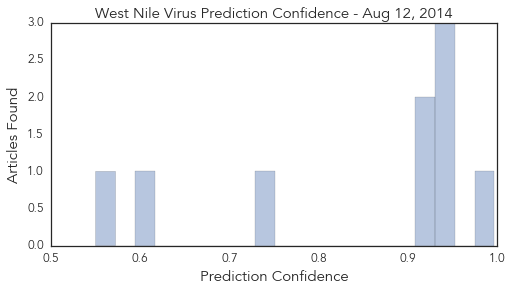 West Nile Virus Prediction Confidence - Aug 12, 2014
3.0
2.5
2.0
1.5
1.0
0.5
0.0
Articles Found
0.5 0.6 0.7 0.8 0.9 1.0
Prediction Confidence